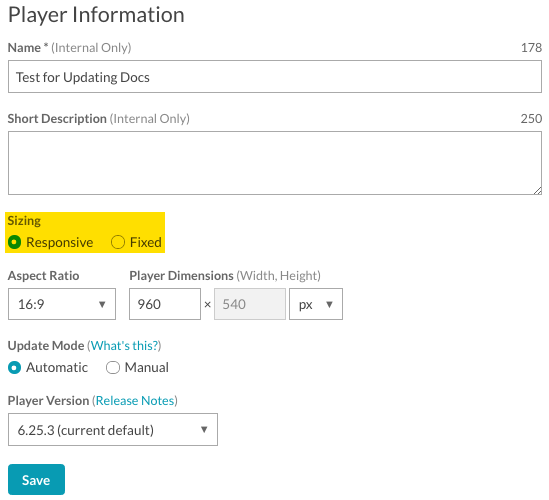 Player Information
Name * (Internal Only) 178
Test for Updating Docs
Short Description (Internal Only) 250
Sizing
Responsive Fixed
Aspect Ratio Player Dimensions (Width, Height)
16:9 960 × 540 px
Update Mode (What's this?)
Automatic Manual
Player Version (Release Notes)
6.25.3 (current default)
Save